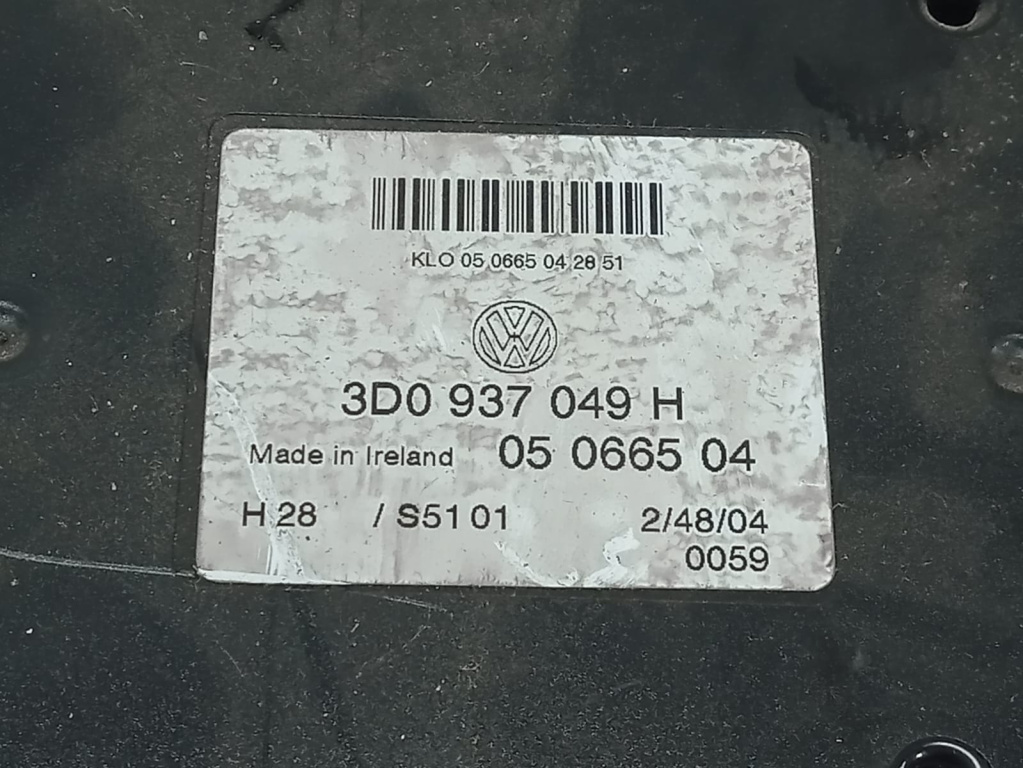 KLO 05 0665 04 28 51
VW
3D0 937 049 H
Made in Ireland 05 0665 04
H 28 / S51 01 2/48/04
0059